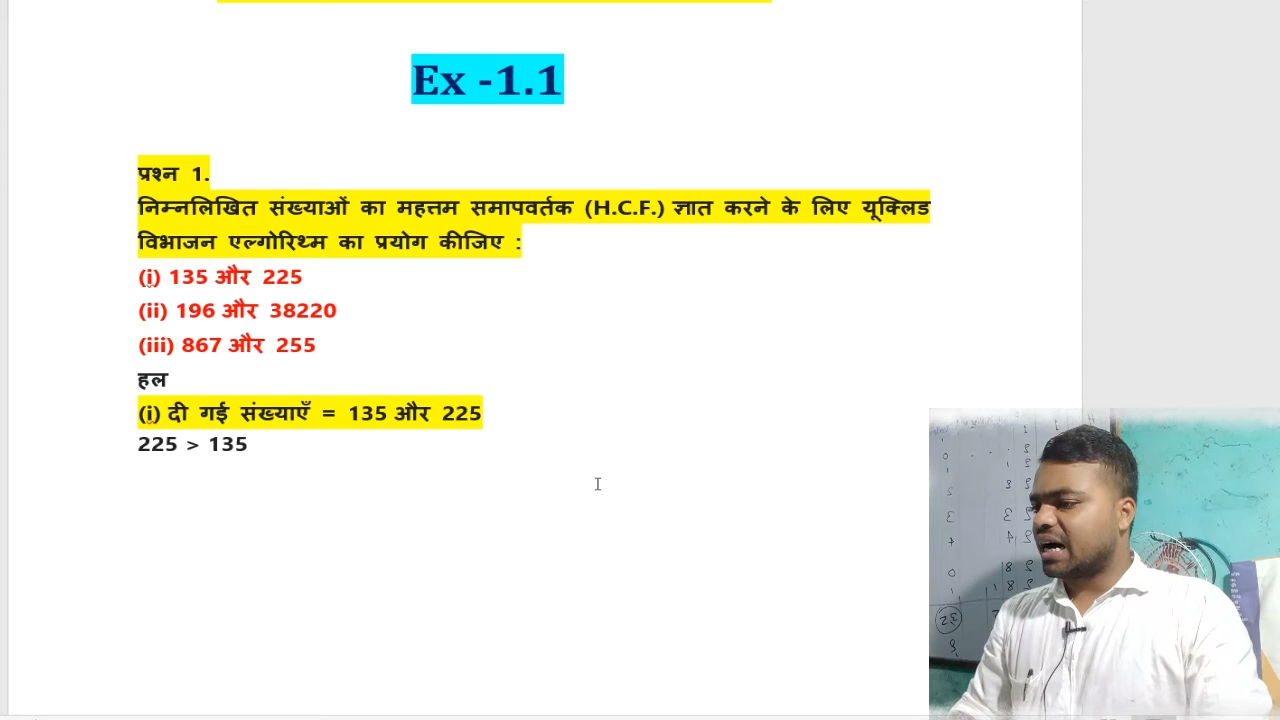 Ex -1.1
प्रश्न 1.
निम्नलिखित संख्याओं का महत्तम समापवर्तक (H.C.F.) ज्ञात करने के लिए यूक्लिड
विभाजन एल्गोरिथ्म का प्रयोग कीजिए :
(i) 135 और 225
(ii) 196 और 38220
(iii) 867 और 255
हल
(i) दी गई संख्याएँ = 135 और 225
225 > 135